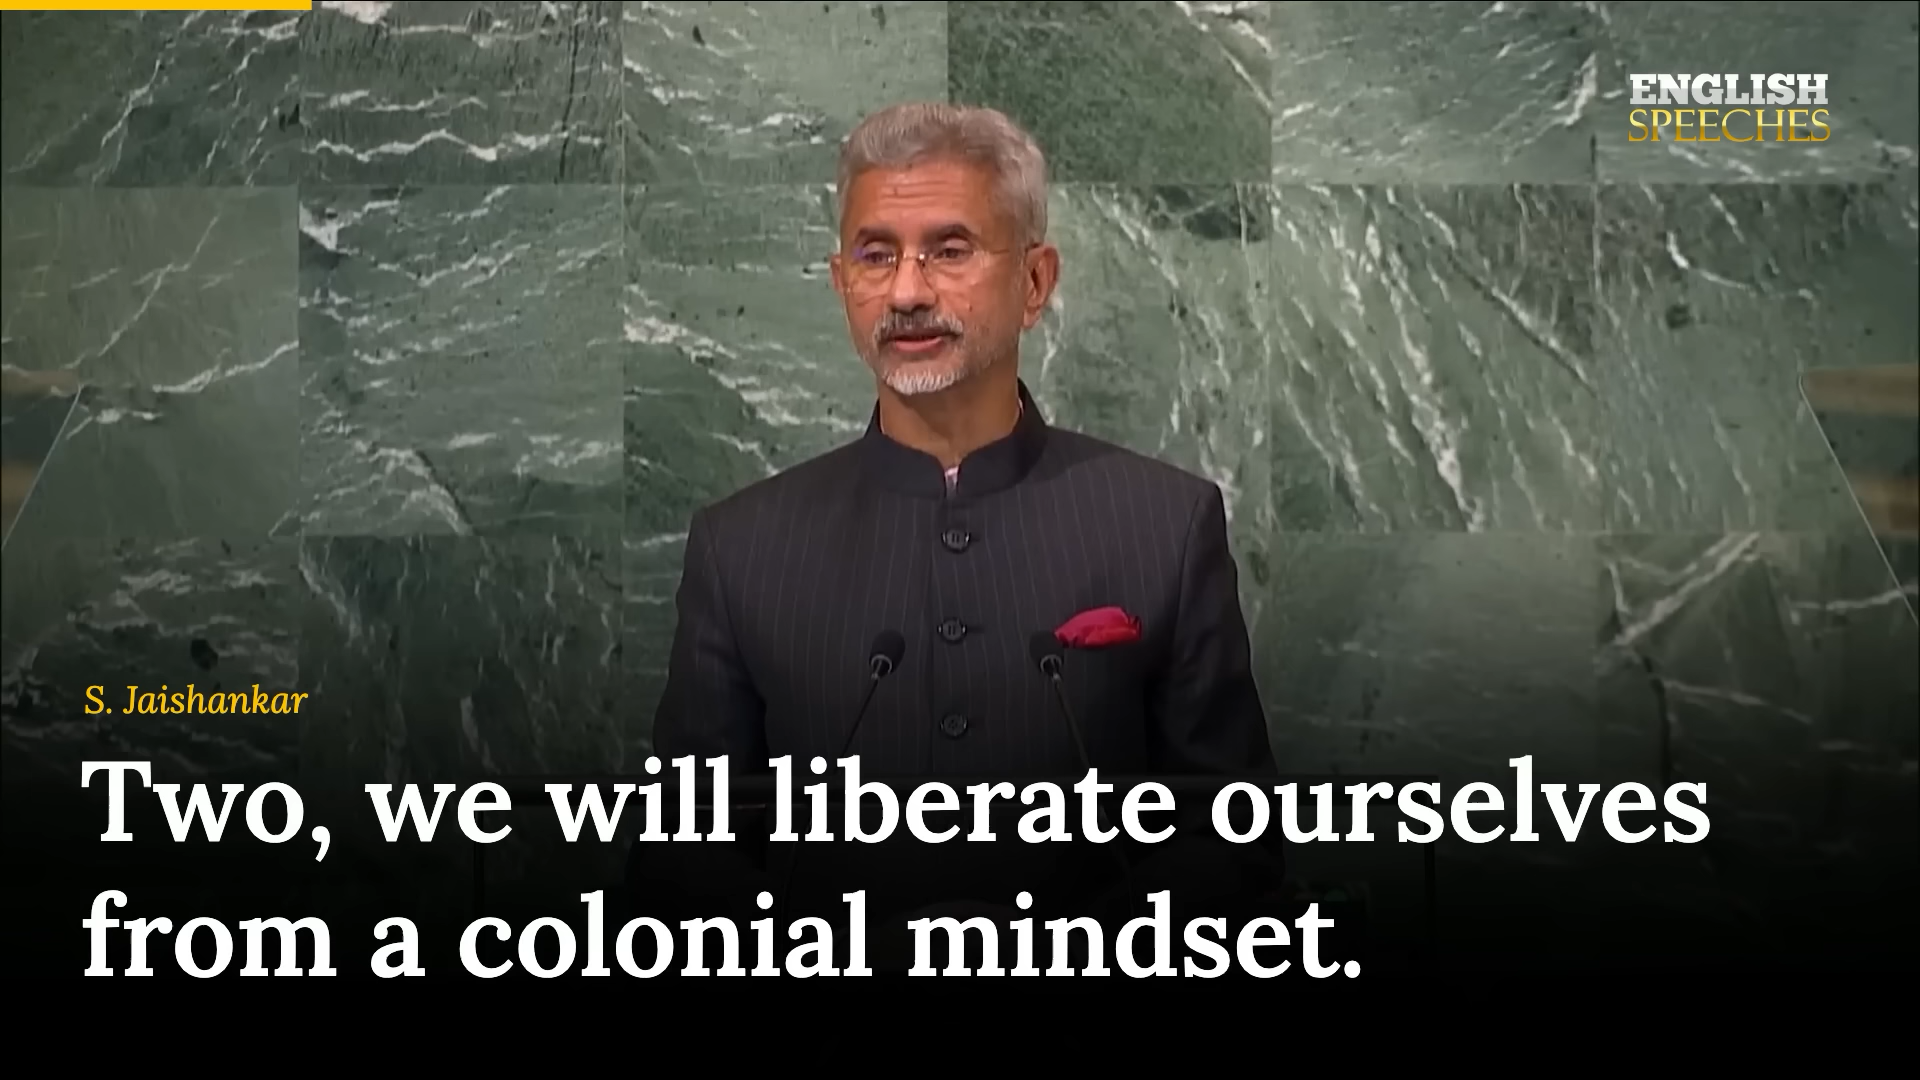 ENGLISH
SPEECHES
S. Jaishankar
Two, we will liberate ourselves
from a colonial mindset.